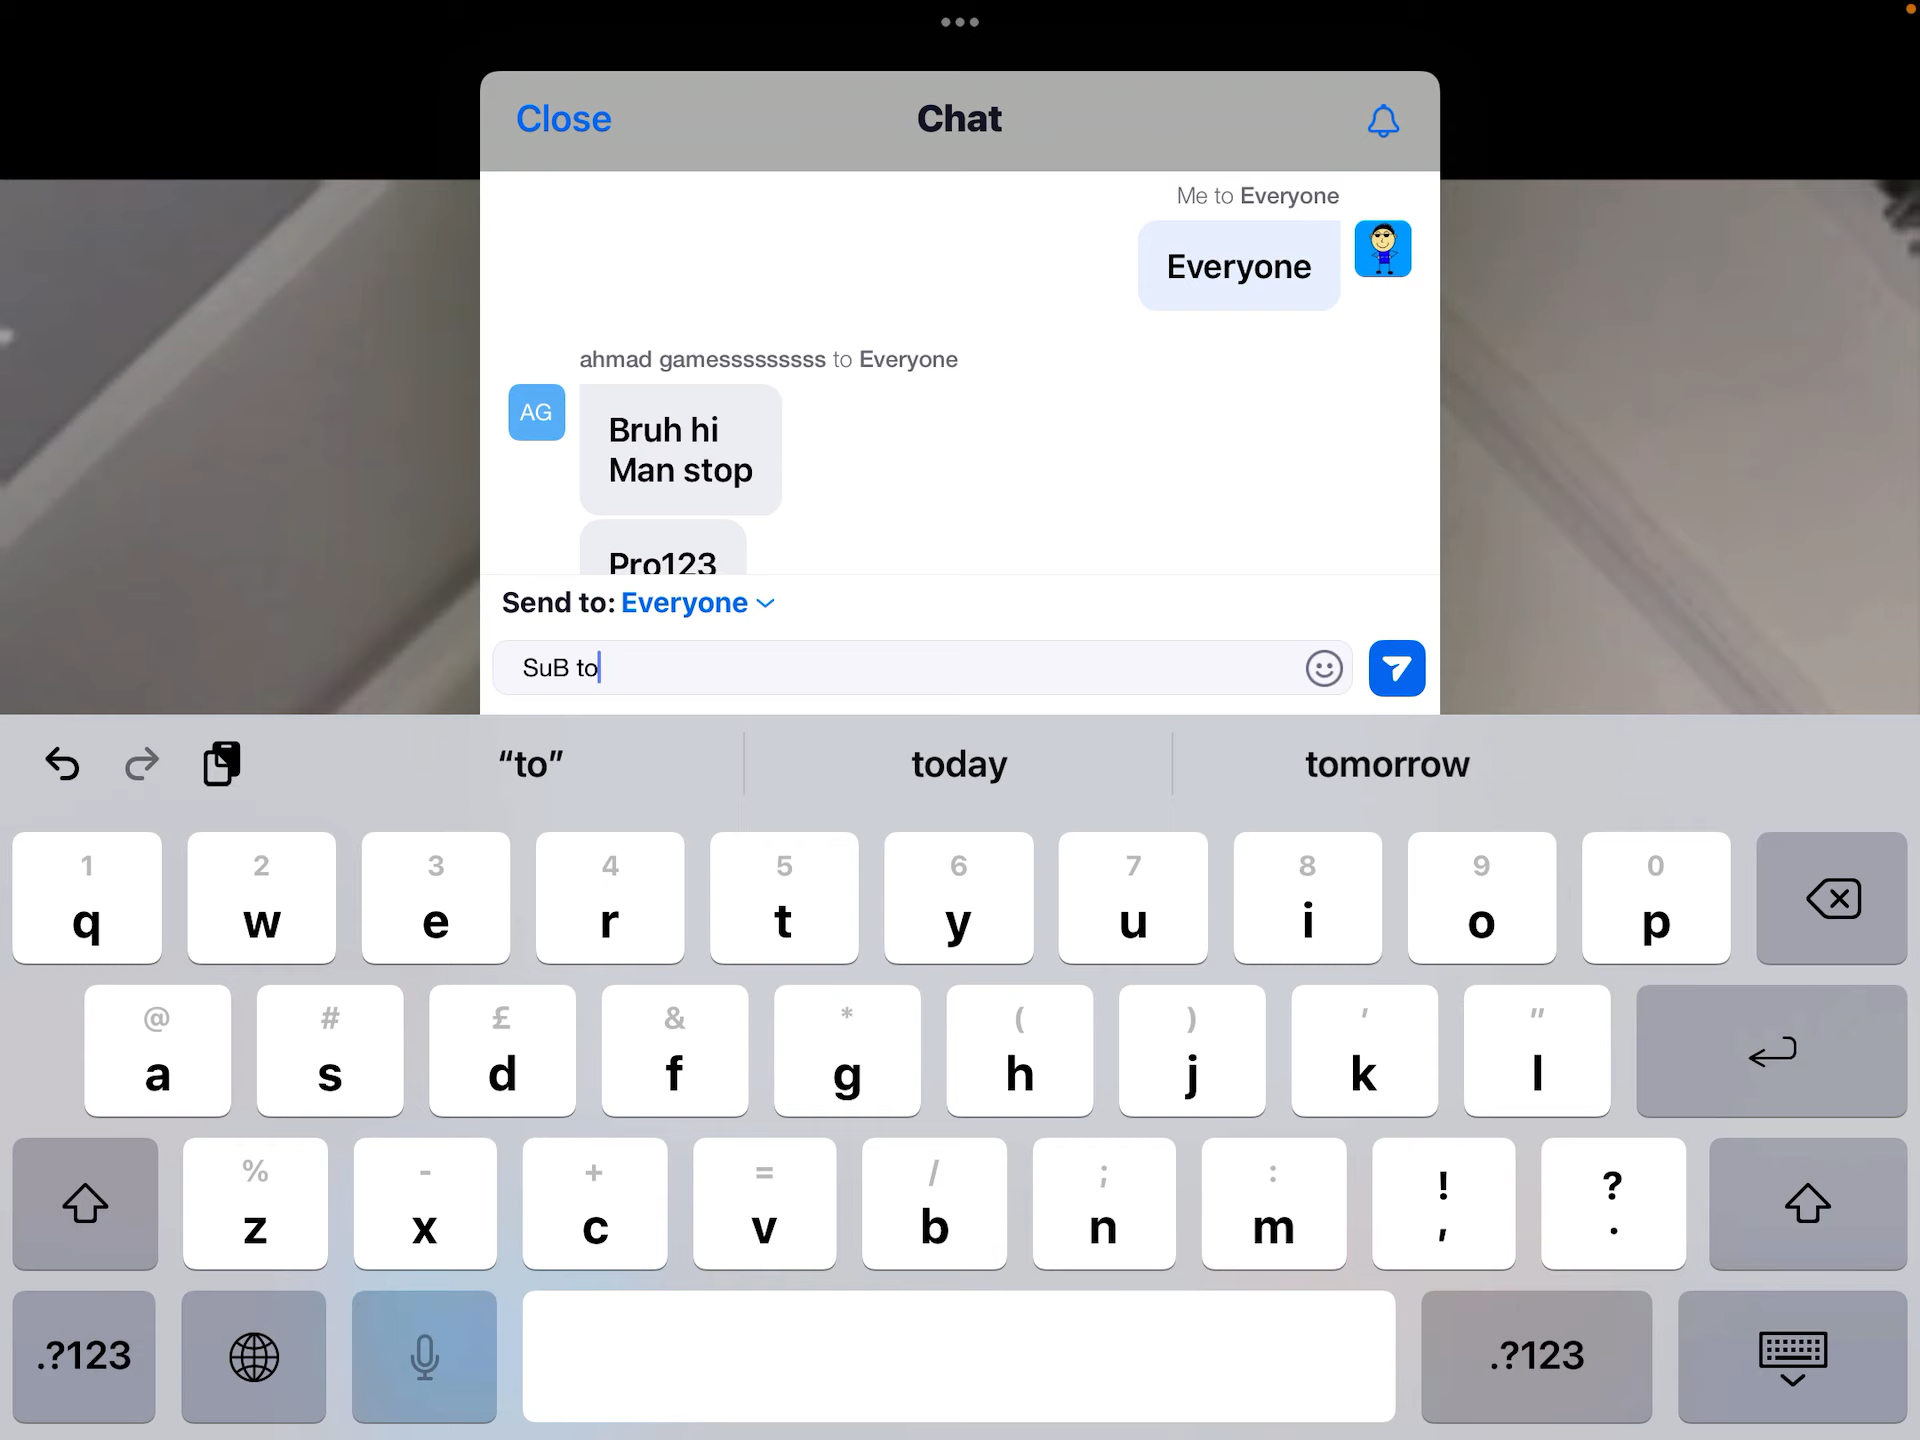 Close
Chat
Me to Everyone
Everyone
ahmad gamesssssssss to Everyone
AG
Bruh hi
Man stop
Pro123
Send to: Everyone
SuB to
“to”
today
tomorrow
1 2 3 4 5 6 7 8 9 0
q w e r t y u i o p
@ # £ & * ( ) ' "
a s d f g h j k l
% - + = / ; : ! ?
z x c v b n m , .
.?123
.?123